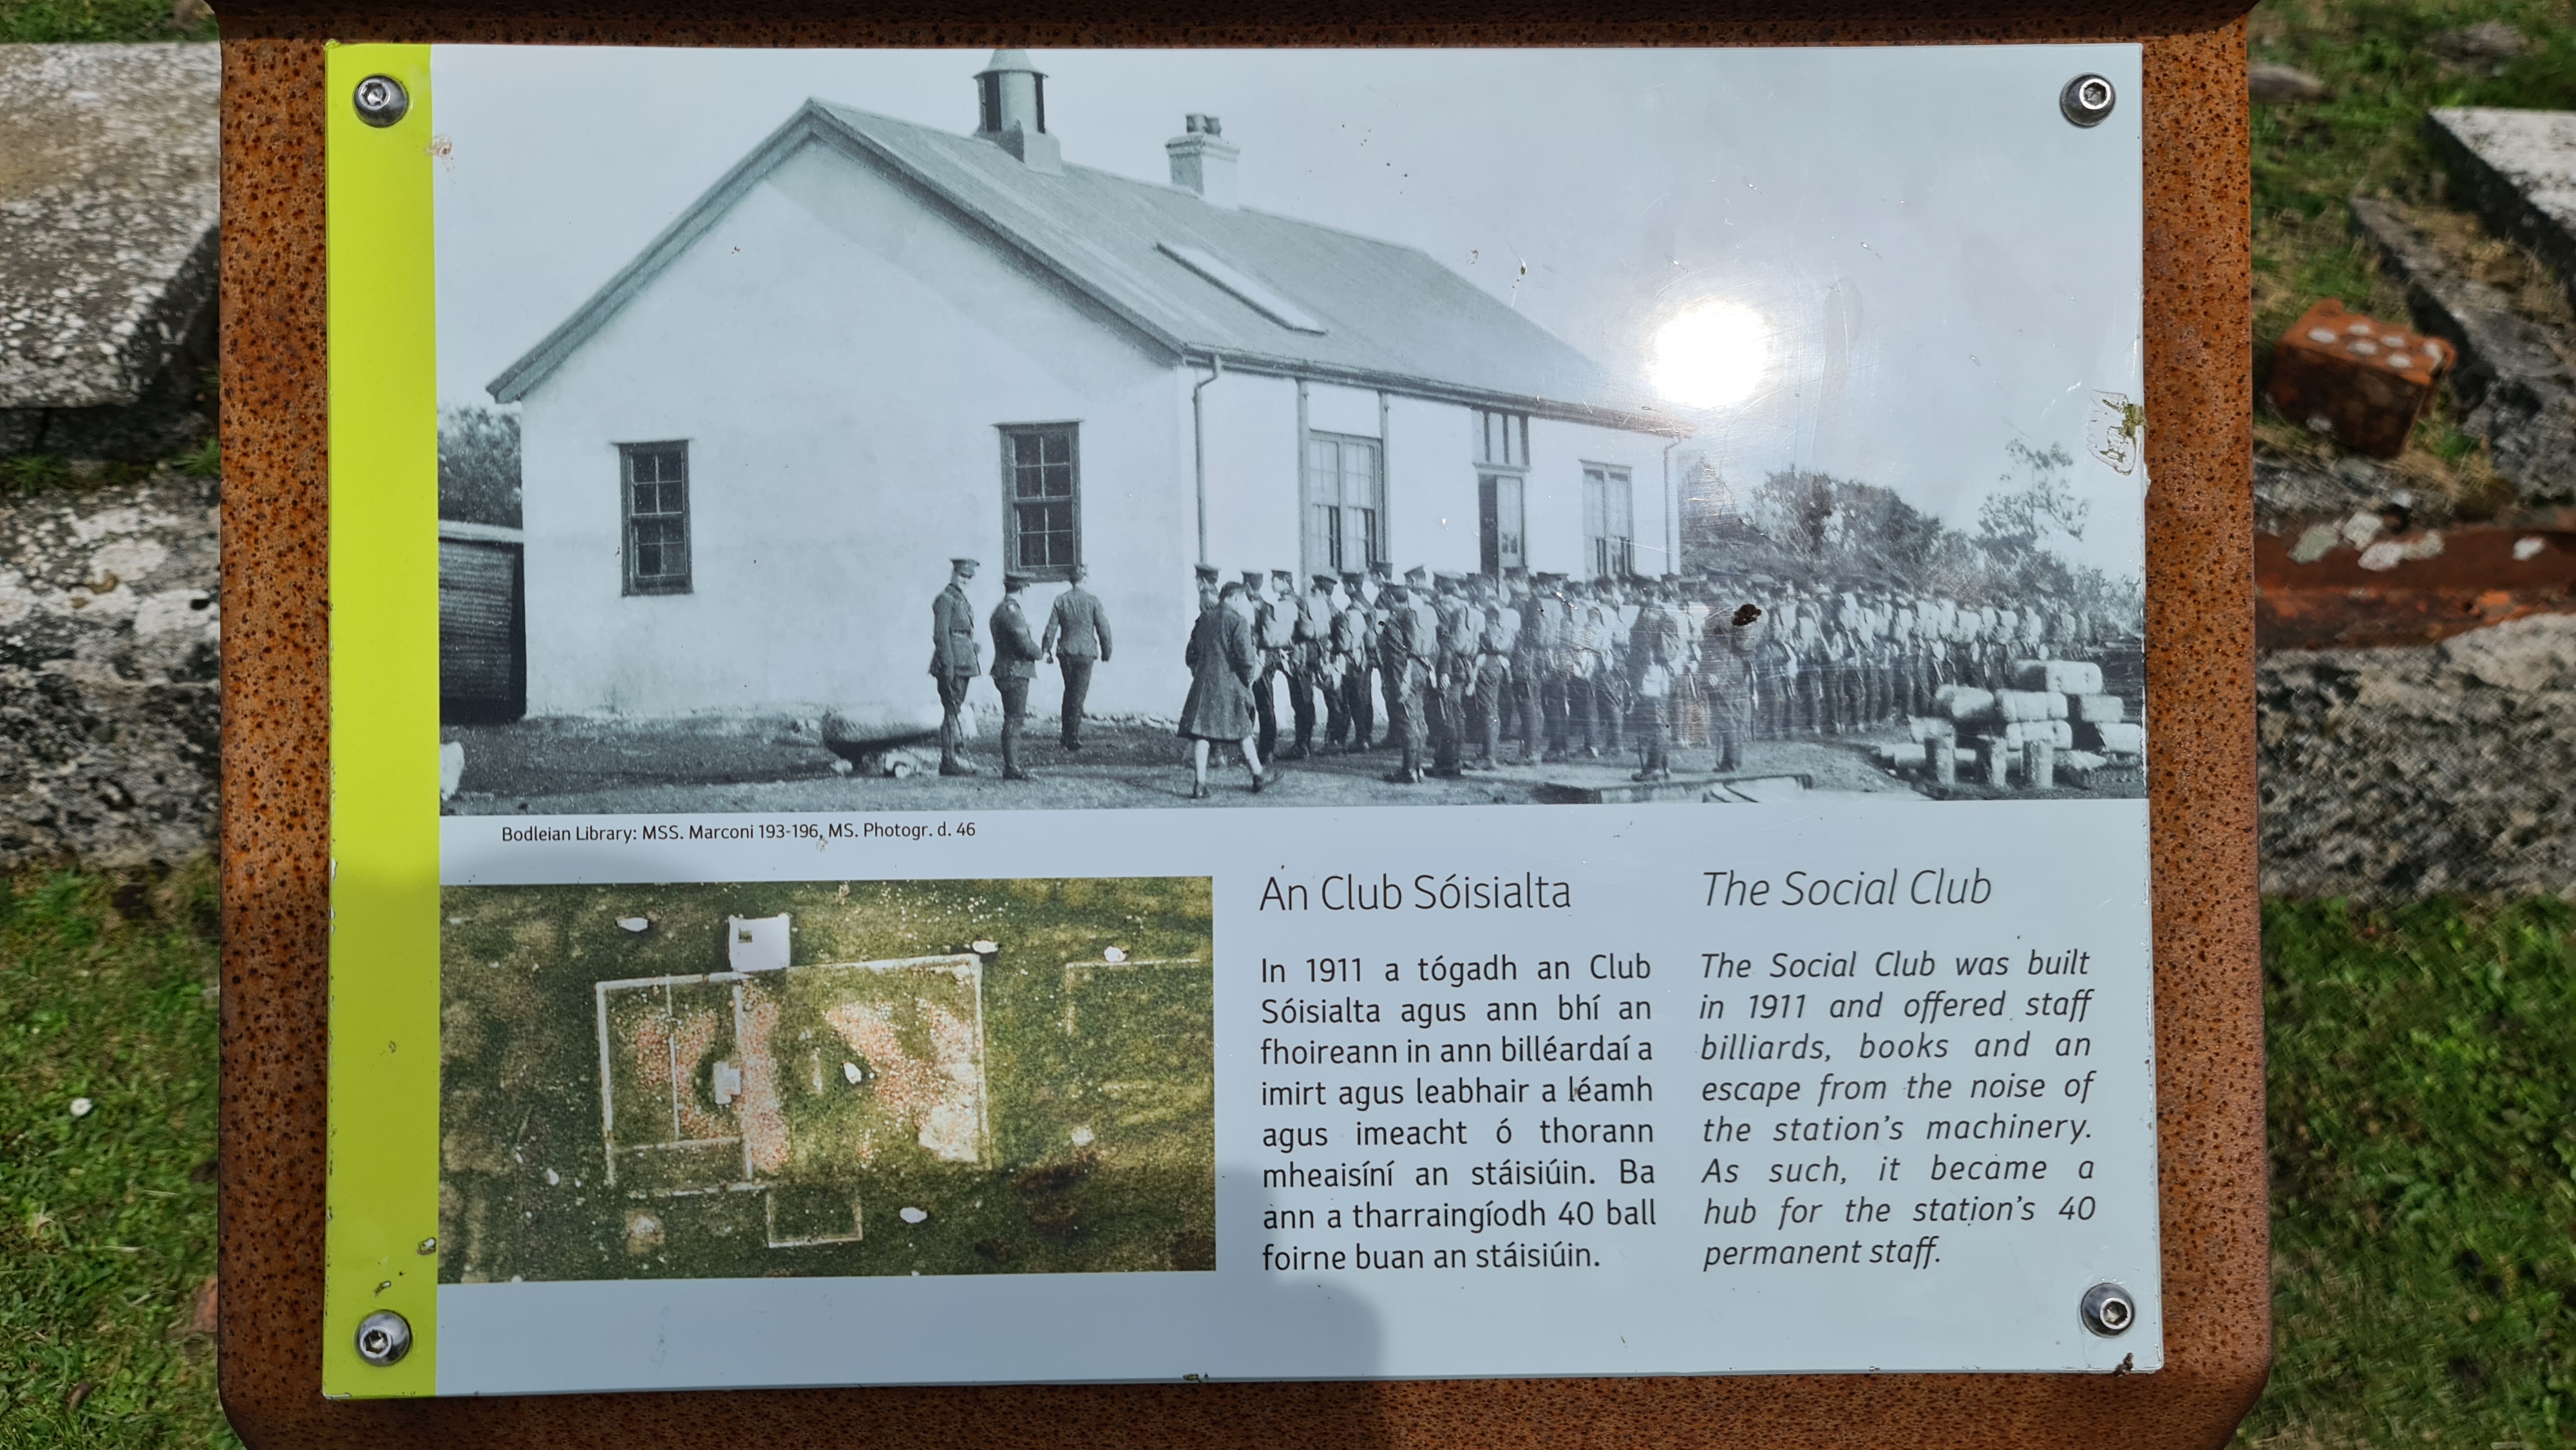 Bodleian Library: MSS. Marconi 193-196, MS. Photogr. d. 46
An Club Sóisialta
In 1911 a tógadh an Club
Sóisialta agus ann bhí an
fhoireann in ann billéardaí a
imirt agus leabhair a léamh
agus imeacht ó thorann
mheaisíní an stáisiúin. Ba
ann a tharraingíodh 40 ball
foirne buan an stáisiúin.
The Social Club
The Social Club was built
in 1911 and offered staff
billiards, books and an
escape from the noise of
the station's machinery.
As such, it became a
hub for the station's 40
permanent staff.